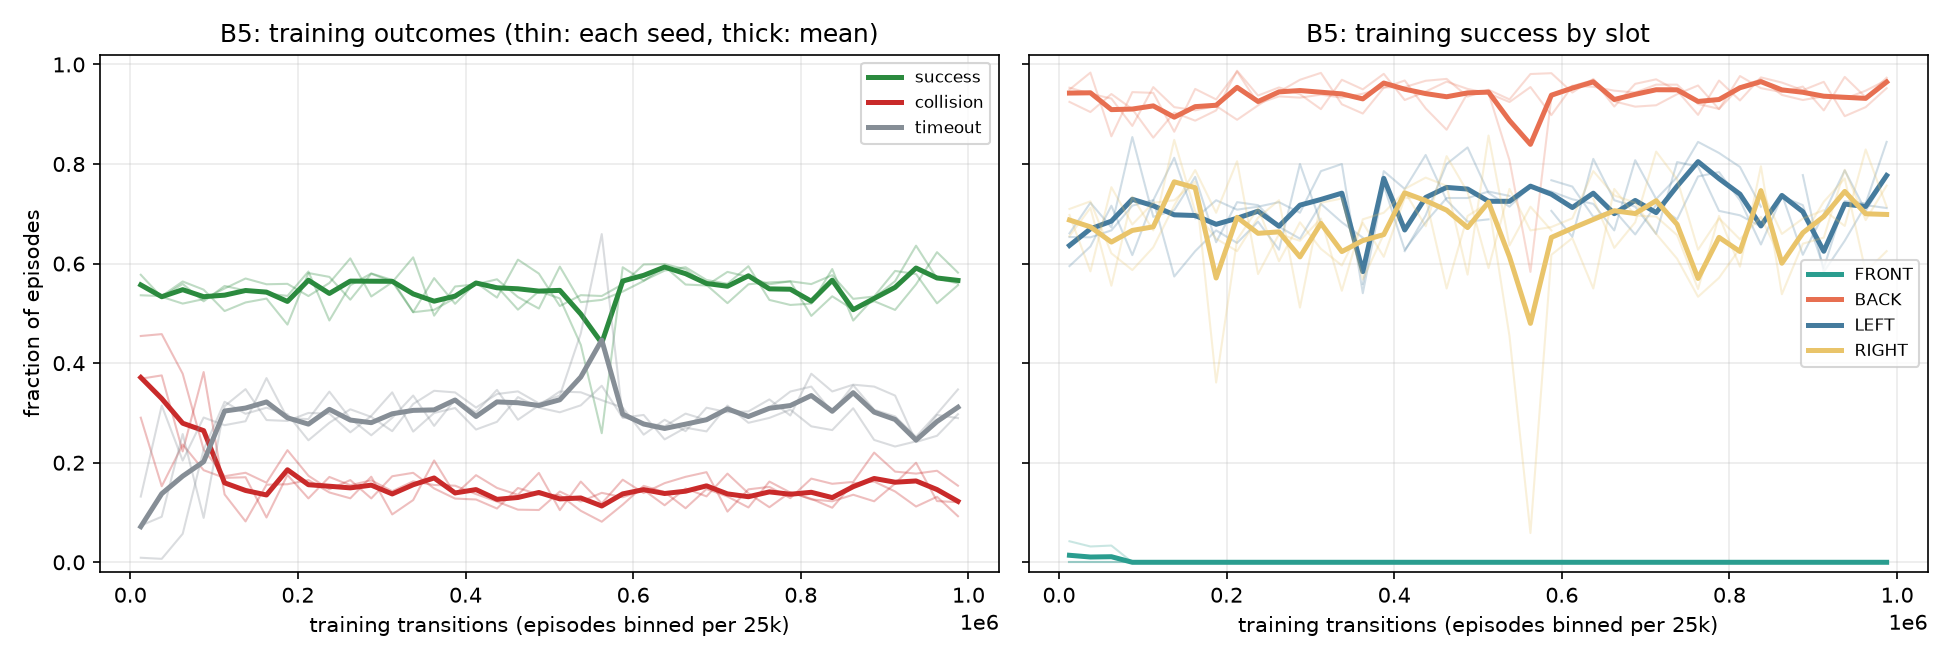 B5: training outcomes (thin: each seed, thick: mean)
fraction of episodes
1.0
0.8
0.6
0.4
0.2
0.0
success
collision
timeout
0.0 0.2 0.4 0.6 0.8 1.0
1e6
training transitions (episodes binned per 25k)
B5: training success by slot
FRONT
BACK
LEFT
RIGHT
0.0 0.2 0.4 0.6 0.8 1.0
1e6
training transitions (episodes binned per 25k)